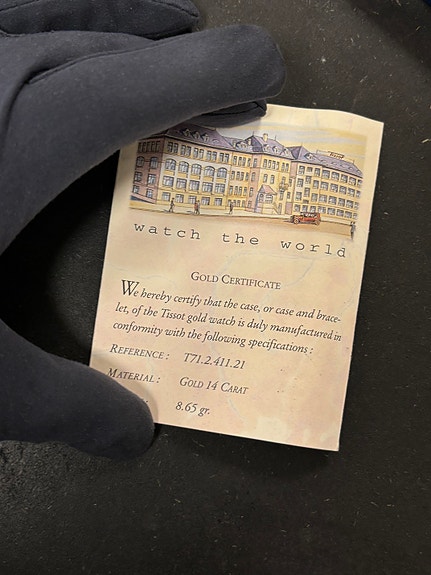 watch the world
GOLD CERTIFICATE
We hereby certify that the case, or case and brace-
let, of the Tissot gold watch is duly manufactured in
conformity with the following specifications :
REFERENCE : T71.2.411.21
MATERIAL : GOLD 14 CARAT
8.65 gr.